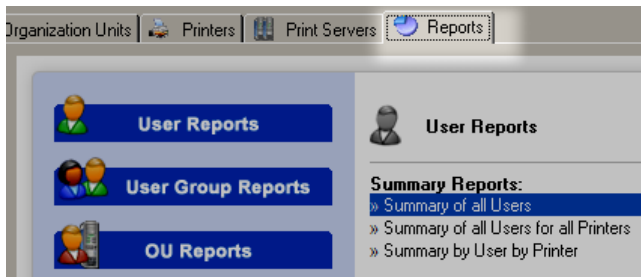 Organization Units Printers Print Servers Reports
User Reports
User Group Reports
OU Reports
User Reports
Summary Reports:
» Summary of all Users
» Summary of all Users for all Printers
» Summary by User by Printer